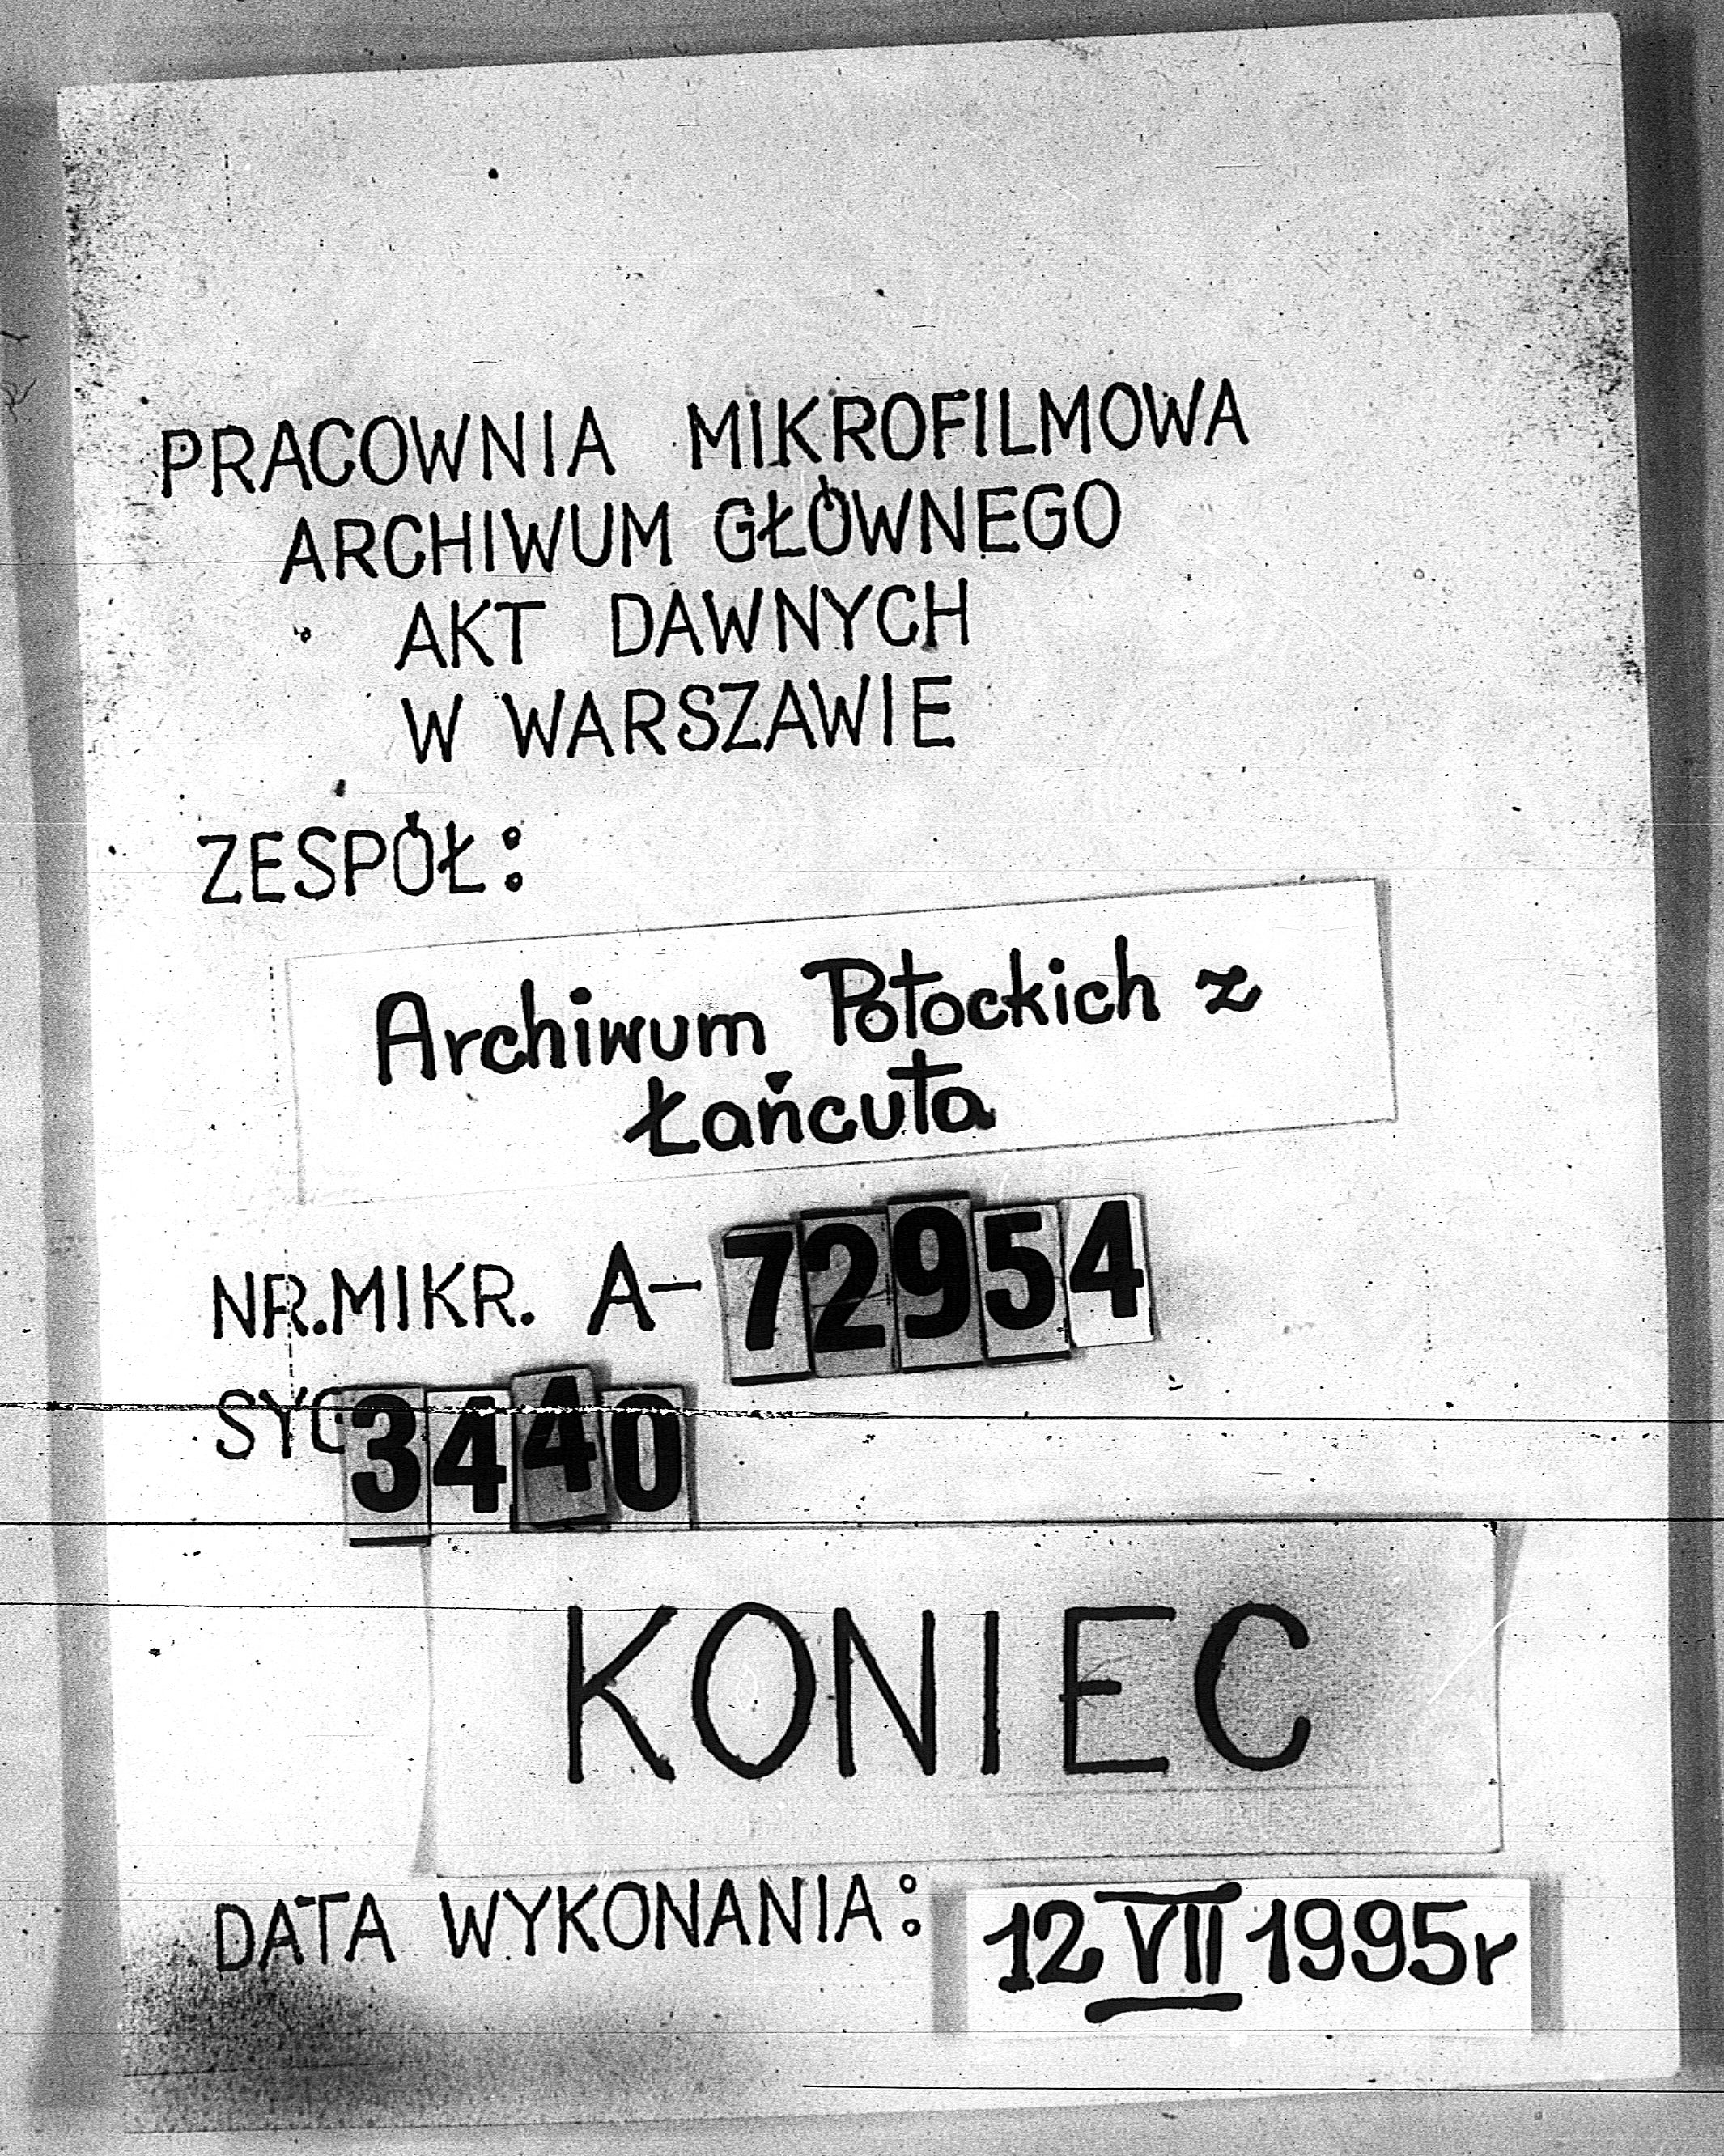 PRACOWNIA MIKROFILMOWA
ARCHIWUM GŁÓWNEGO
AKT DAWNYCH
W WARSZAWIE
ZESPÓŁ:
Archiwum Potockich z
Łańcuta
NR.MIKR. A-72954
SYG 3440
KONIEC
DATA WYKONANIA: 12 VII 1995r